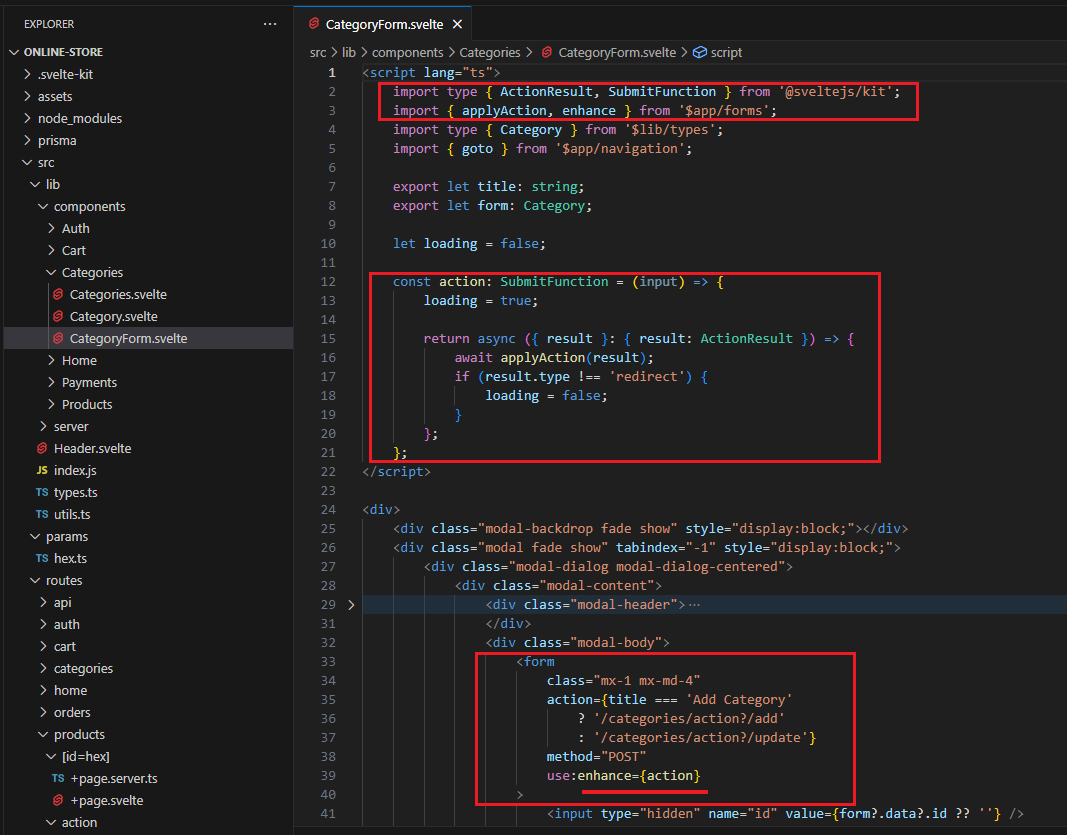 EXPLORER
ONLINE-STORE
.svelte-kit
assets
node_modules
prisma
src
lib
components
Auth
Cart
Categories
Categories.svelte
Category.svelte
CategoryForm.svelte
Home
Payments
Products
server
Header.svelte
JS index.js
TS types.ts
TS utils.ts
params
TS hex.ts
routes
api
auth
cart
categories
home
orders
products
[id=hex]
TS +page.server.ts
+page.svelte
action
CategoryForm.svelte
src > lib > components > Categories > CategoryForm.svelte > script
1 <script lang="ts">
2 import type { ActionResult, SubmitFunction } from '@sveltejs/kit';
3 import { applyAction, enhance } from '$app/forms';
4 import type { Category } from '$lib/types';
5 import { goto } from '$app/navigation';
6
7 export let title: string;
8 export let form: Category;
9
10 let loading = false;
11
12 const action: SubmitFunction = (input) => {
13 loading = true;
14
15 return async ({ result }: { result: ActionResult }) => {
16 await applyAction(result);
17 if (result.type !== 'redirect') {
18 loading = false;
19 }
20 };
21 };
22 </script>
23
24 <div>
25 <div class="modal-backdrop fade show" style="display:block;"></div>
26 <div class="modal fade show" tabindex="-1" style="display:block;">
27 <div class="modal-dialog modal-dialog-centered">
28 <div class="modal-content">
29 <div class="modal-header">⋯
31 </div>
32 <div class="modal-body">
33 <form
34 class="mx-1 mx-md-4"
35 action={title === 'Add Category'
36 ? '/categories/action?/add'
37 : '/categories/action?/update'}
38 method="POST"
39 use:enhance={action}
40 >
41 <input type="hidden" name="id" value={form?.data?.id ?? ''} />